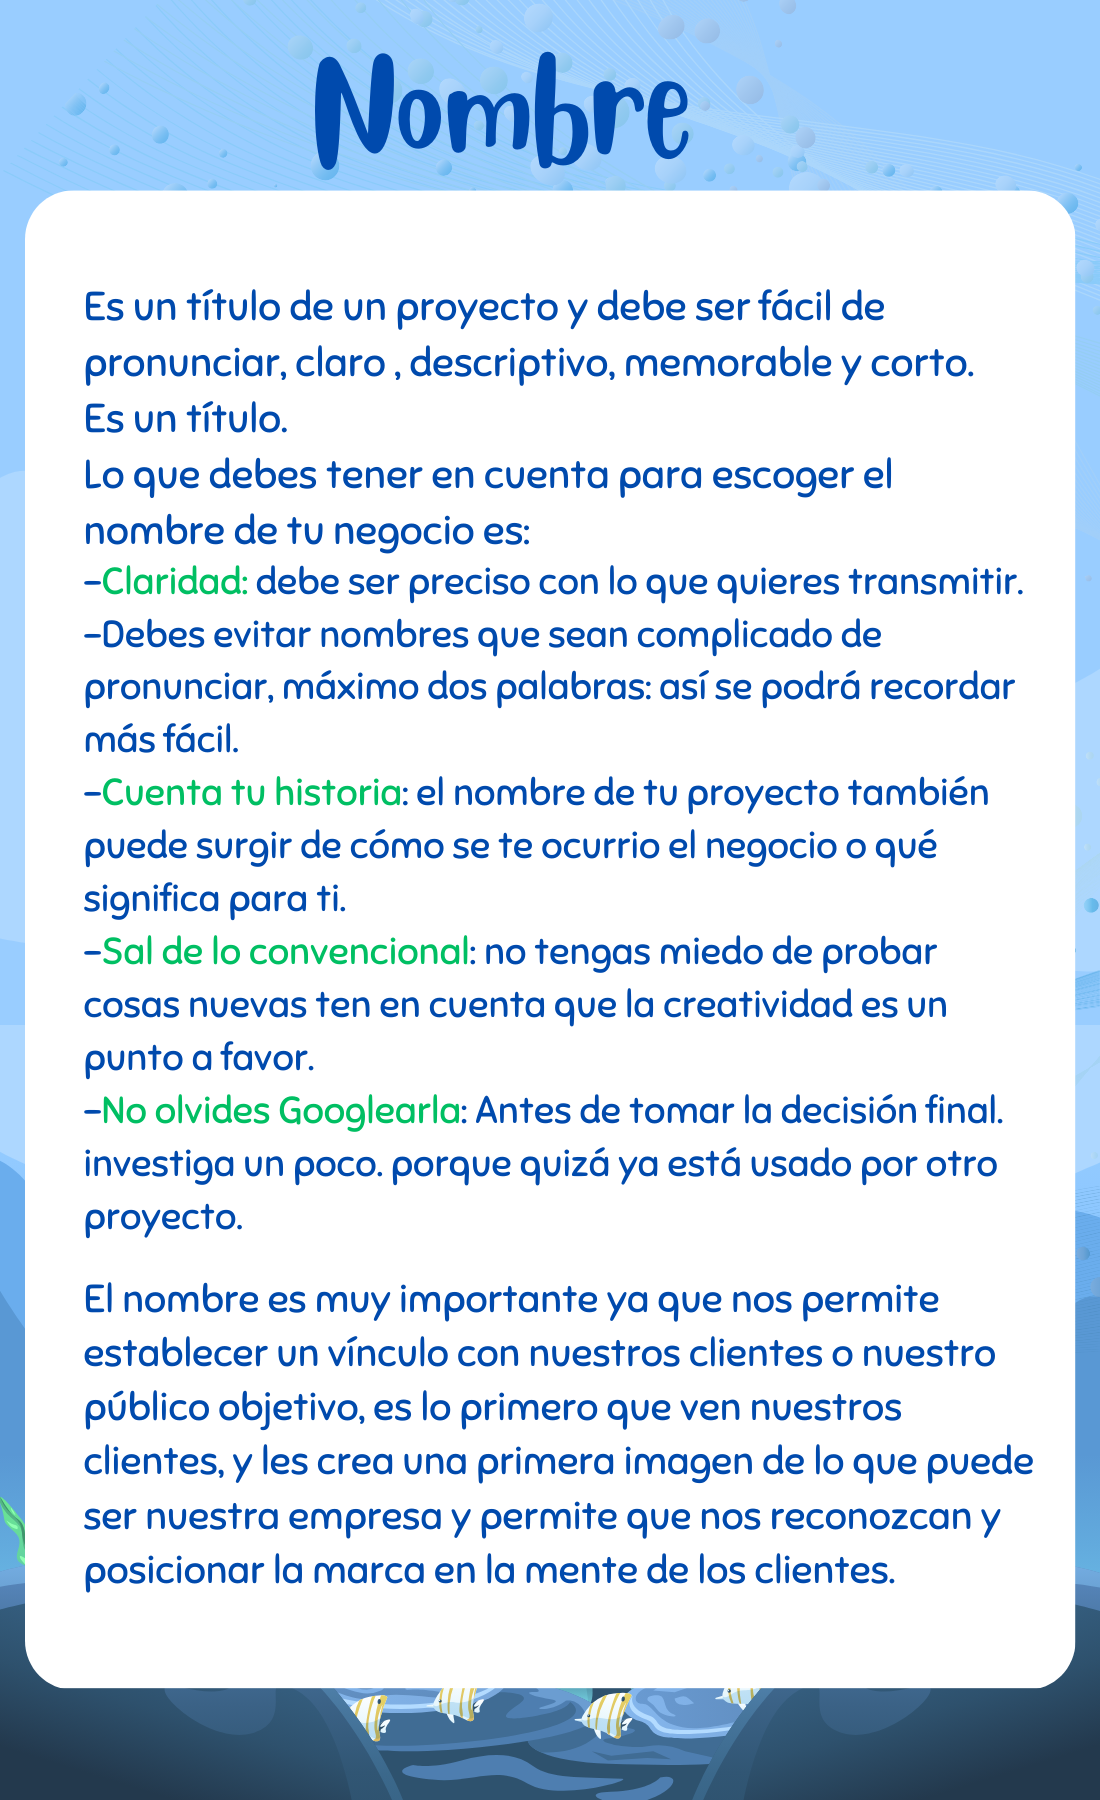 Nombre
Es un título de un proyecto y debe ser fácil de
pronunciar, claro , descriptivo, memorable y corto.
Es un título.
Lo que debes tener en cuenta para escoger el
nombre de tu negocio es:
-Claridad: debe ser preciso con lo que quieres transmitir.
-Debes evitar nombres que sean complicado de
pronunciar, máximo dos palabras: así se podrá recordar
más fácil.
-Cuenta tu historia: el nombre de tu proyecto también
puede surgir de cómo se te ocurrio el negocio o qué
significa para ti.
-Sal de lo convencional: no tengas miedo de probar
cosas nuevas ten en cuenta que la creatividad es un
punto a favor.
-No olvides Googlearla: Antes de tomar la decisión final.
investiga un poco. porque quizá ya está usado por otro
proyecto.
El nombre es muy importante ya que nos permite
establecer un vínculo con nuestros clientes o nuestro
público objetivo, es lo primero que ven nuestros
clientes, y les crea una primera imagen de lo que puede
ser nuestra empresa y permite que nos reconozcan y
posicionar la marca en la mente de los clientes.